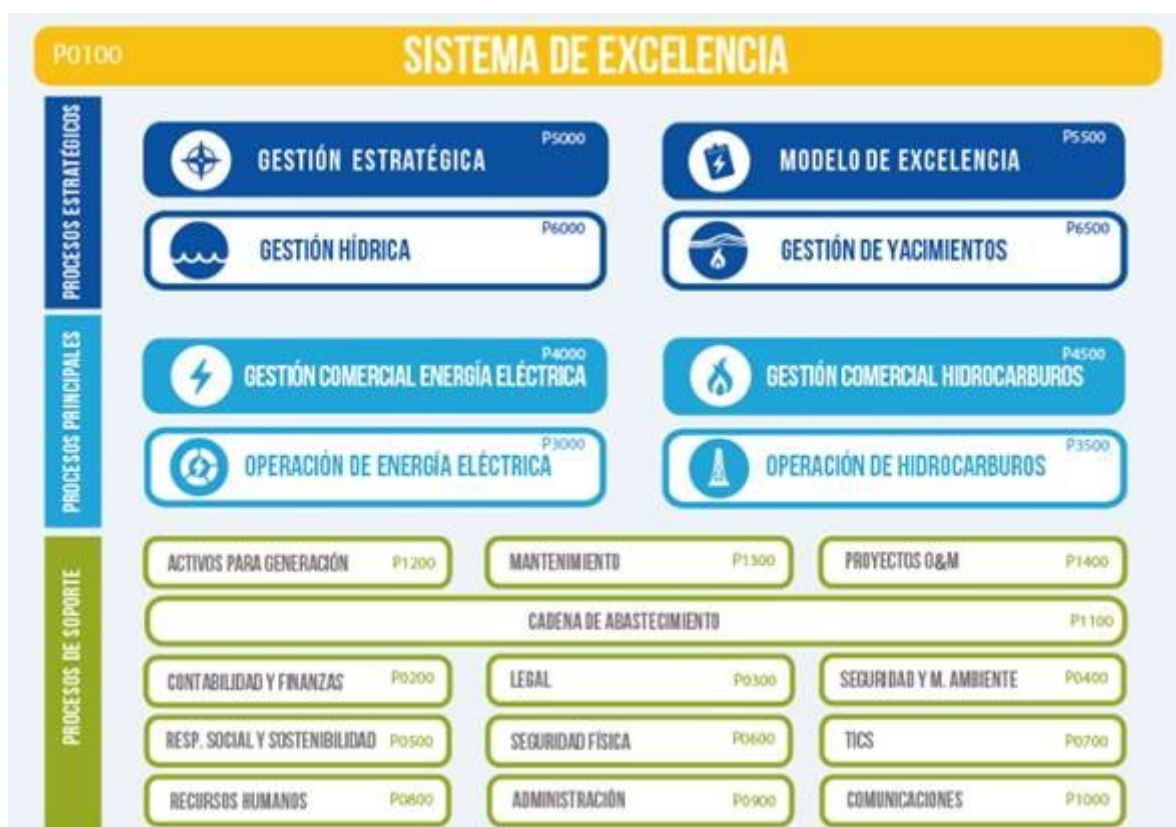 P0100 SISTEMA DE EXCELENCIA
PROCESOS ESTRATÉGICOS
GESTIÓN ESTRATÉGICA P5000
MODELO DE EXCELENCIA P5500
GESTIÓN HÍDRICA P6000
GESTIÓN DE YACIMIENTOS P6500
PROCESOS PRINCIPALES
GESTIÓN COMERCIAL ENERGÍA ELÉCTRICA P4000
GESTIÓN COMERCIAL HIDROCARBUROS P4500
OPERACIÓN DE ENERGÍA ELÉCTRICA P3000
OPERACIÓN DE HIDROCARBUROS P3500
PROCESOS DE SOPORTE
ACTIVOS PARA GENERACIÓN P1200
MANTENIMIENTO P1300
PROYECTOS O&M P1400
CADENA DE ABASTECIMIENTO P1100
CONTABILIDAD Y FINANZAS P0200
LEGAL P0300
SEGURIDAD Y M. AMBIENTE P0400
RESP. SOCIAL Y SOSTENIBILIDAD P0500
SEGURIDAD FÍSICA P0600
TICS P0700
RECURSOS HUMANOS P0800
ADMINISTRACIÓN P0900
COMUNICACIONES P1000